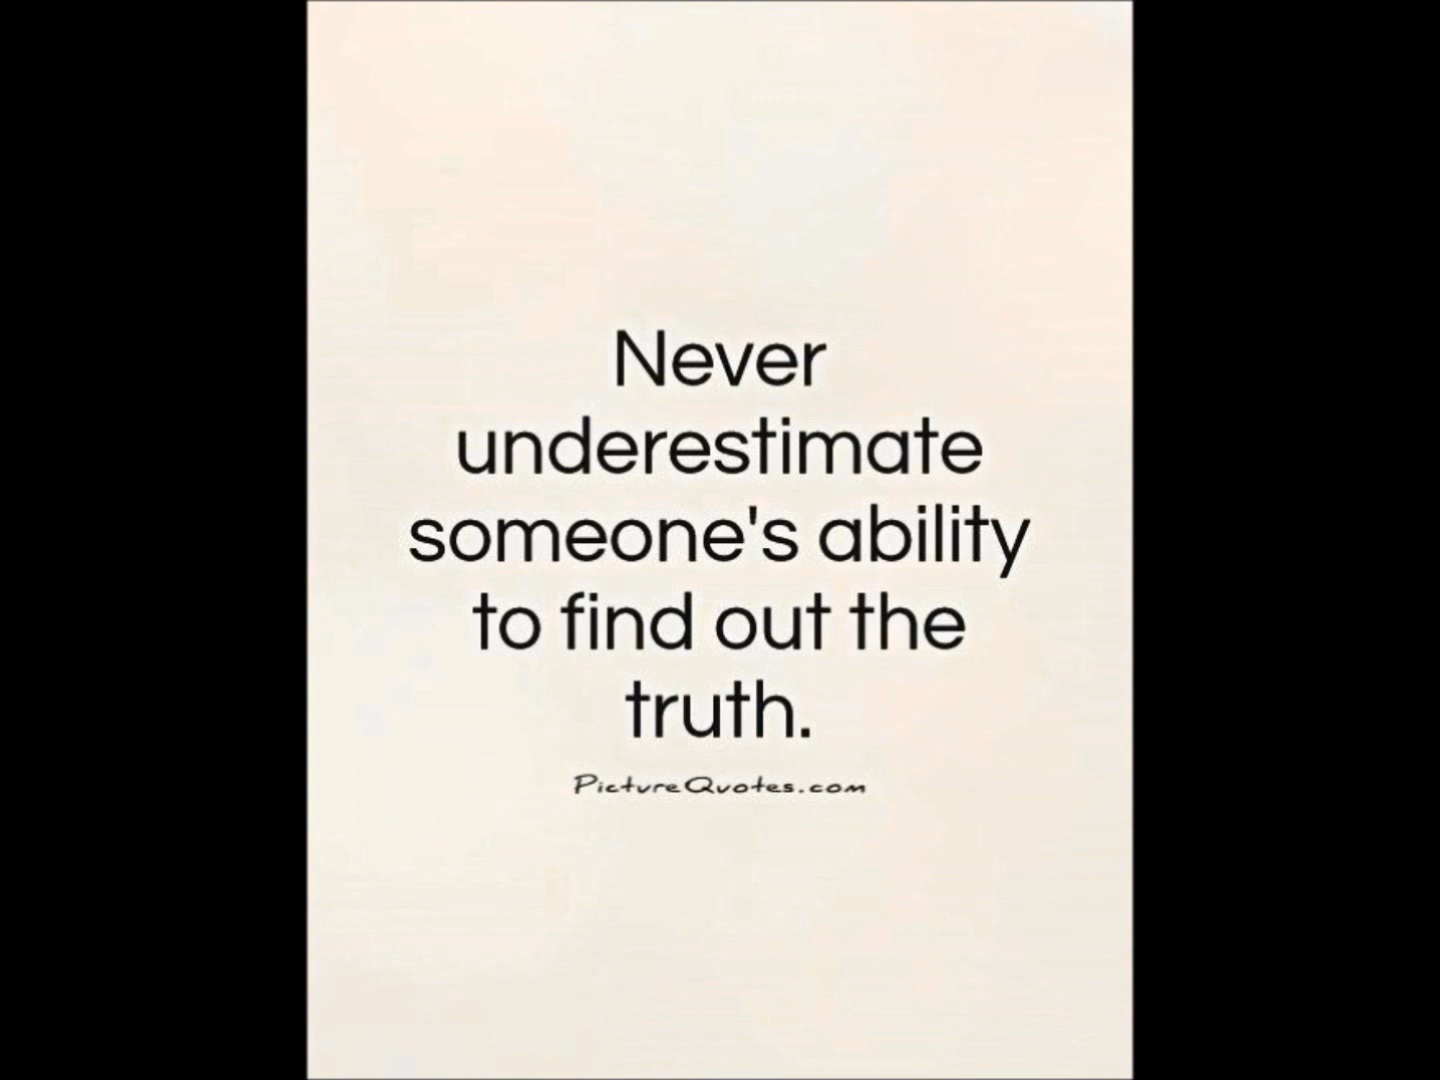 Never
underestimate
someone's ability
to find out the
truth.
PictureQuotes.com